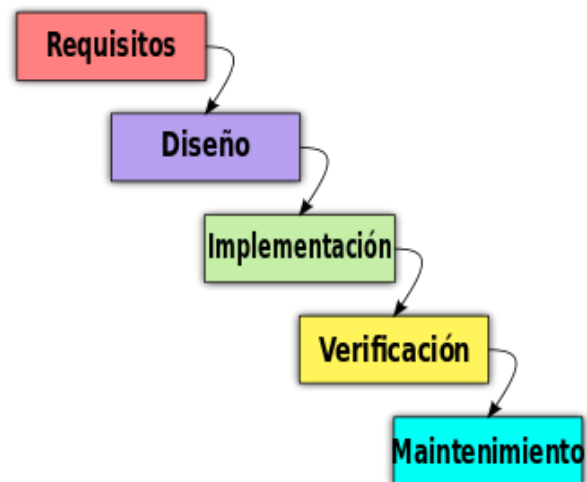 Requisitos
Diseño
Implementación
Verificación
Maintenimiento